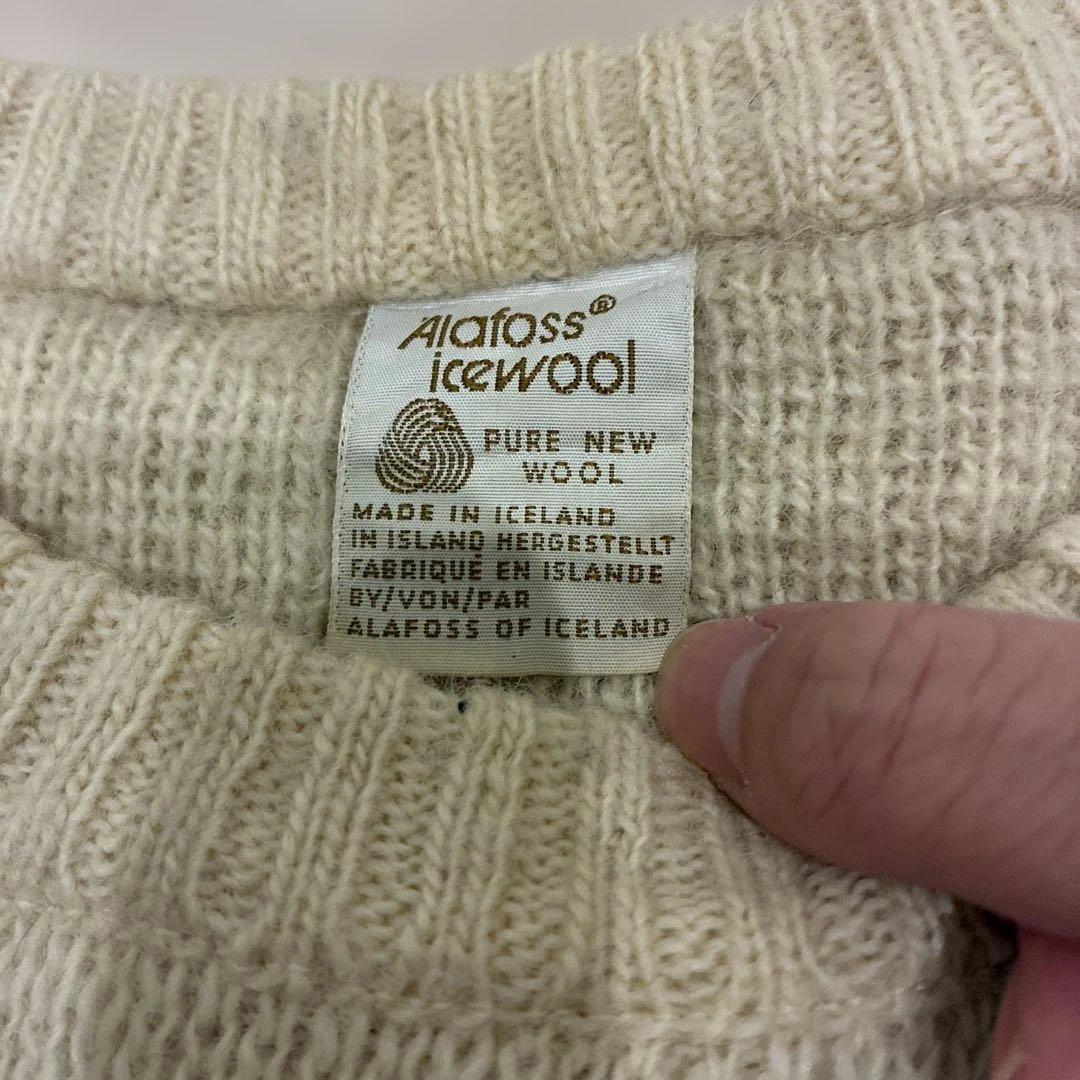 Alafoss®
icewool
PURE NEW
WOOL
MADE IN ICELAND
IN ISLAND HERGESTELLT
FABRIQUÉ EN ISLANDE
BY/VON/PAR
ALAFOSS OF ICELAND